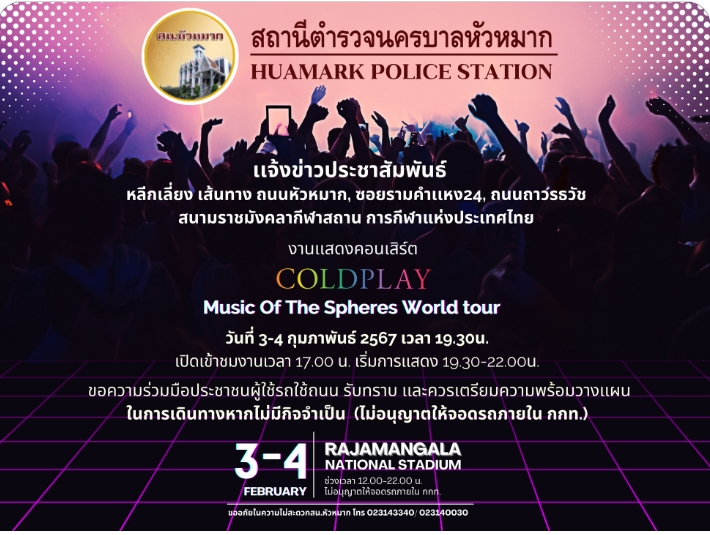 สน.หัวหมาก
สถานีตำรวจนครบาลหัวหมาก
HUAMARK POLICE STATION
แจ้งข่าวประชาสัมพันธ์
หลีกเลี่ยง เส้นทาง ถนนหัวหมาก, ซอยรามคำแหง24, ถนนถาวรธวัช
สนามราชมังคลากีฬาสถาน การกีฬาแห่งประเทศไทย
งานแสดงคอนเสิร์ต
COLDPLAY
Music Of The Spheres World tour
วันที่ 3-4 กุมภาพันธ์ 2567 เวลา 19.30น.
เปิดเข้าชมงานเวลา 17.00 น. เริ่มการแสดง 19.30-22.00น.
ขอความร่วมมือประชาชนผู้ใช้รถใช้ถนน รับทราบ และควรเตรียมความพร้อมวางแผน
ในการเดินทางหากไม่มีกิจจำเป็น (ไม่อนุญาตให้จอดรถภายใน กกท.)
3-4
FEBRUARY
RAJAMANGALA
NATIONAL STADIUM
ช่วงเวลา 12.00-22.00 น.
ไม่อนุญาตให้จอดรถภายใน กกท.
ขออภัยในความไม่สะดวกสน.หัวหมาก โทร 023143340/ 023140030